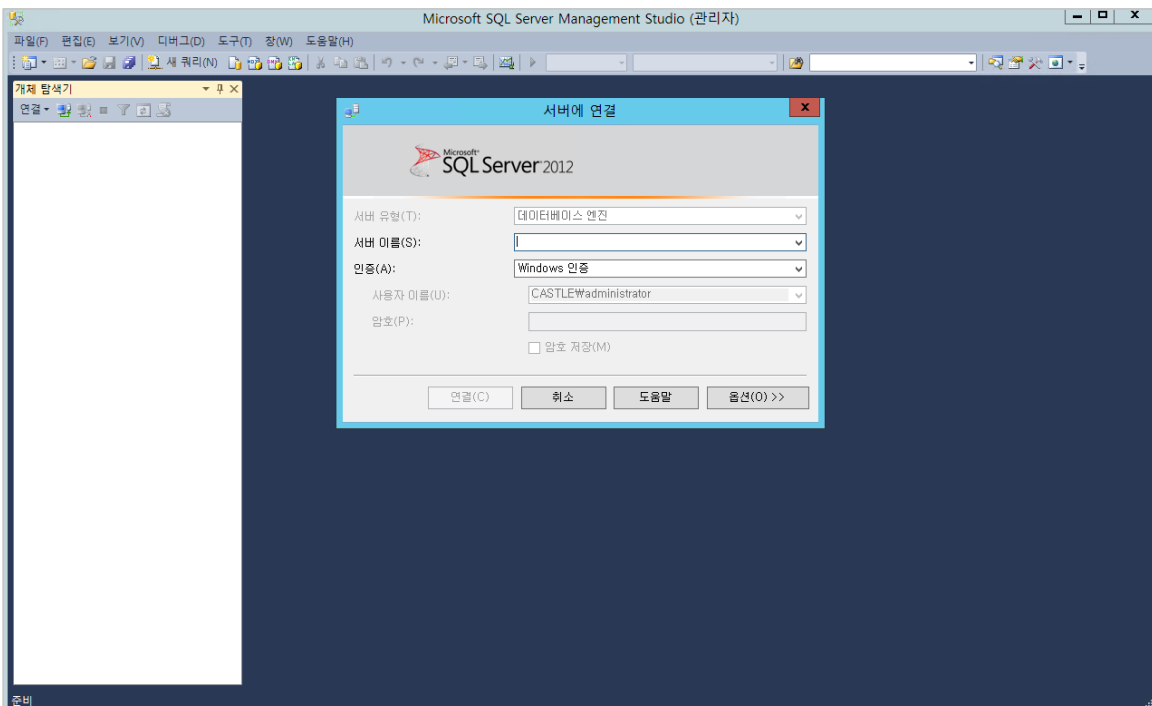 Microsoft SQL Server Management Studio (관리자)
파일(F) 편집(E) 보기(V) 디버그(D) 도구(T) 창(W) 도움말(H)
새 쿼리(N)
개체 탐색기
연결
서버에 연결
Microsoft
SQL Server 2012
서버 유형(T): 데이터베이스 엔진
서버 이름(S):
인증(A): Windows 인증
사용자 이름(U): CASTLE₩administrator
암호(P):
암호 저장(M)
연결(C) 취소 도움말 옵션(O) >>
준비